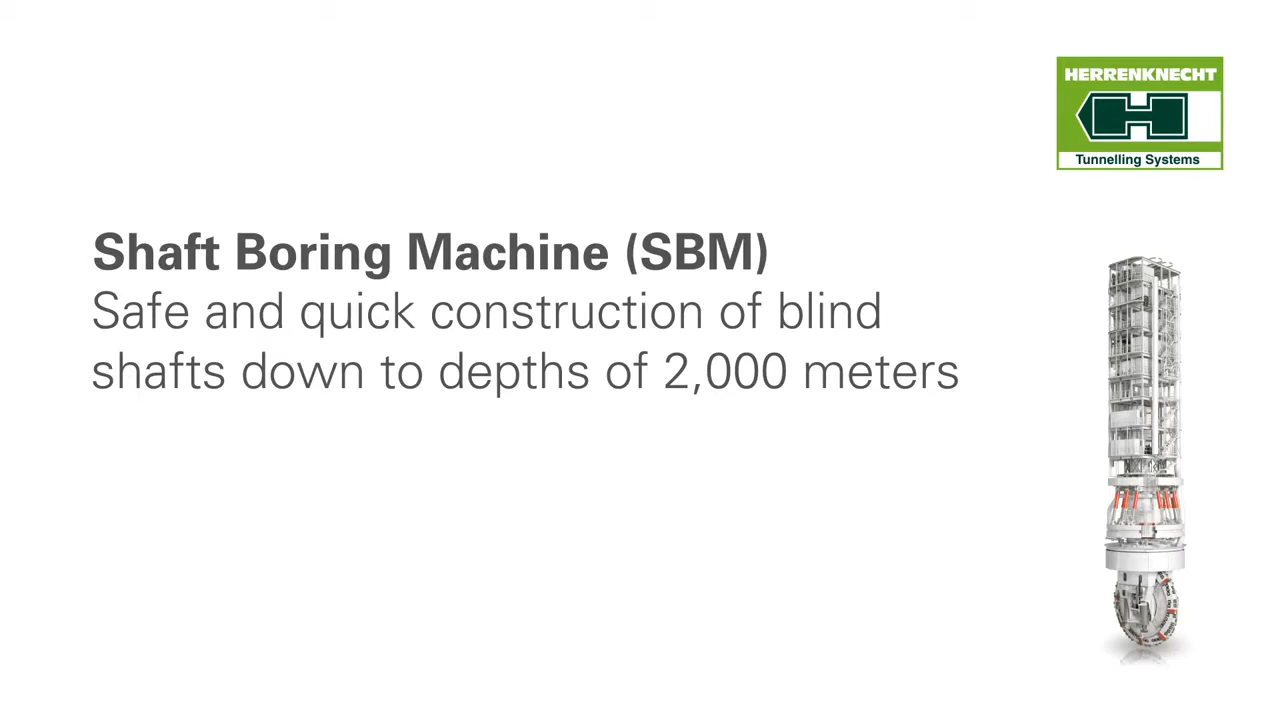 HERRENKNECHT
Tunnelling Systems
Shaft Boring Machine (SBM)
Safe and quick construction of blind
shafts down to depths of 2,000 meters